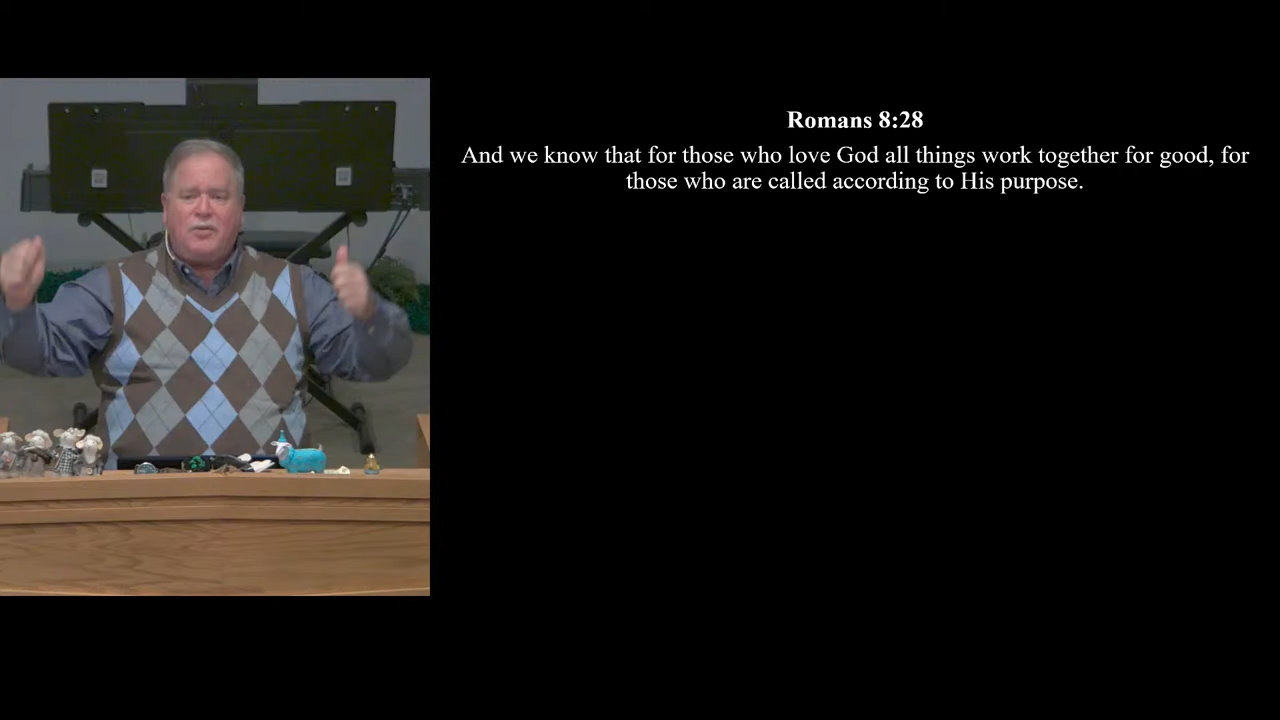 Romans 8:28
And we know that for those who love God all things work together for good, for
those who are called according to His purpose.